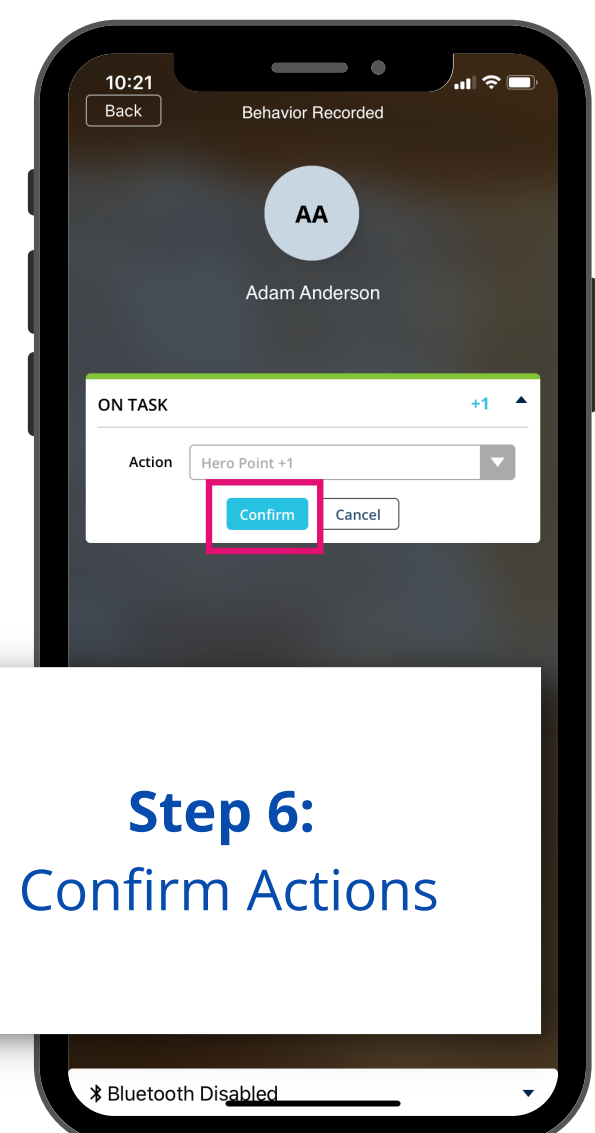 10:21
Back Behavior Recorded
AA
Adam Anderson
ON TASK +1
Action Hero Point +1
Confirm Cancel
Step 6:
Confirm Actions
Bluetooth Disabled